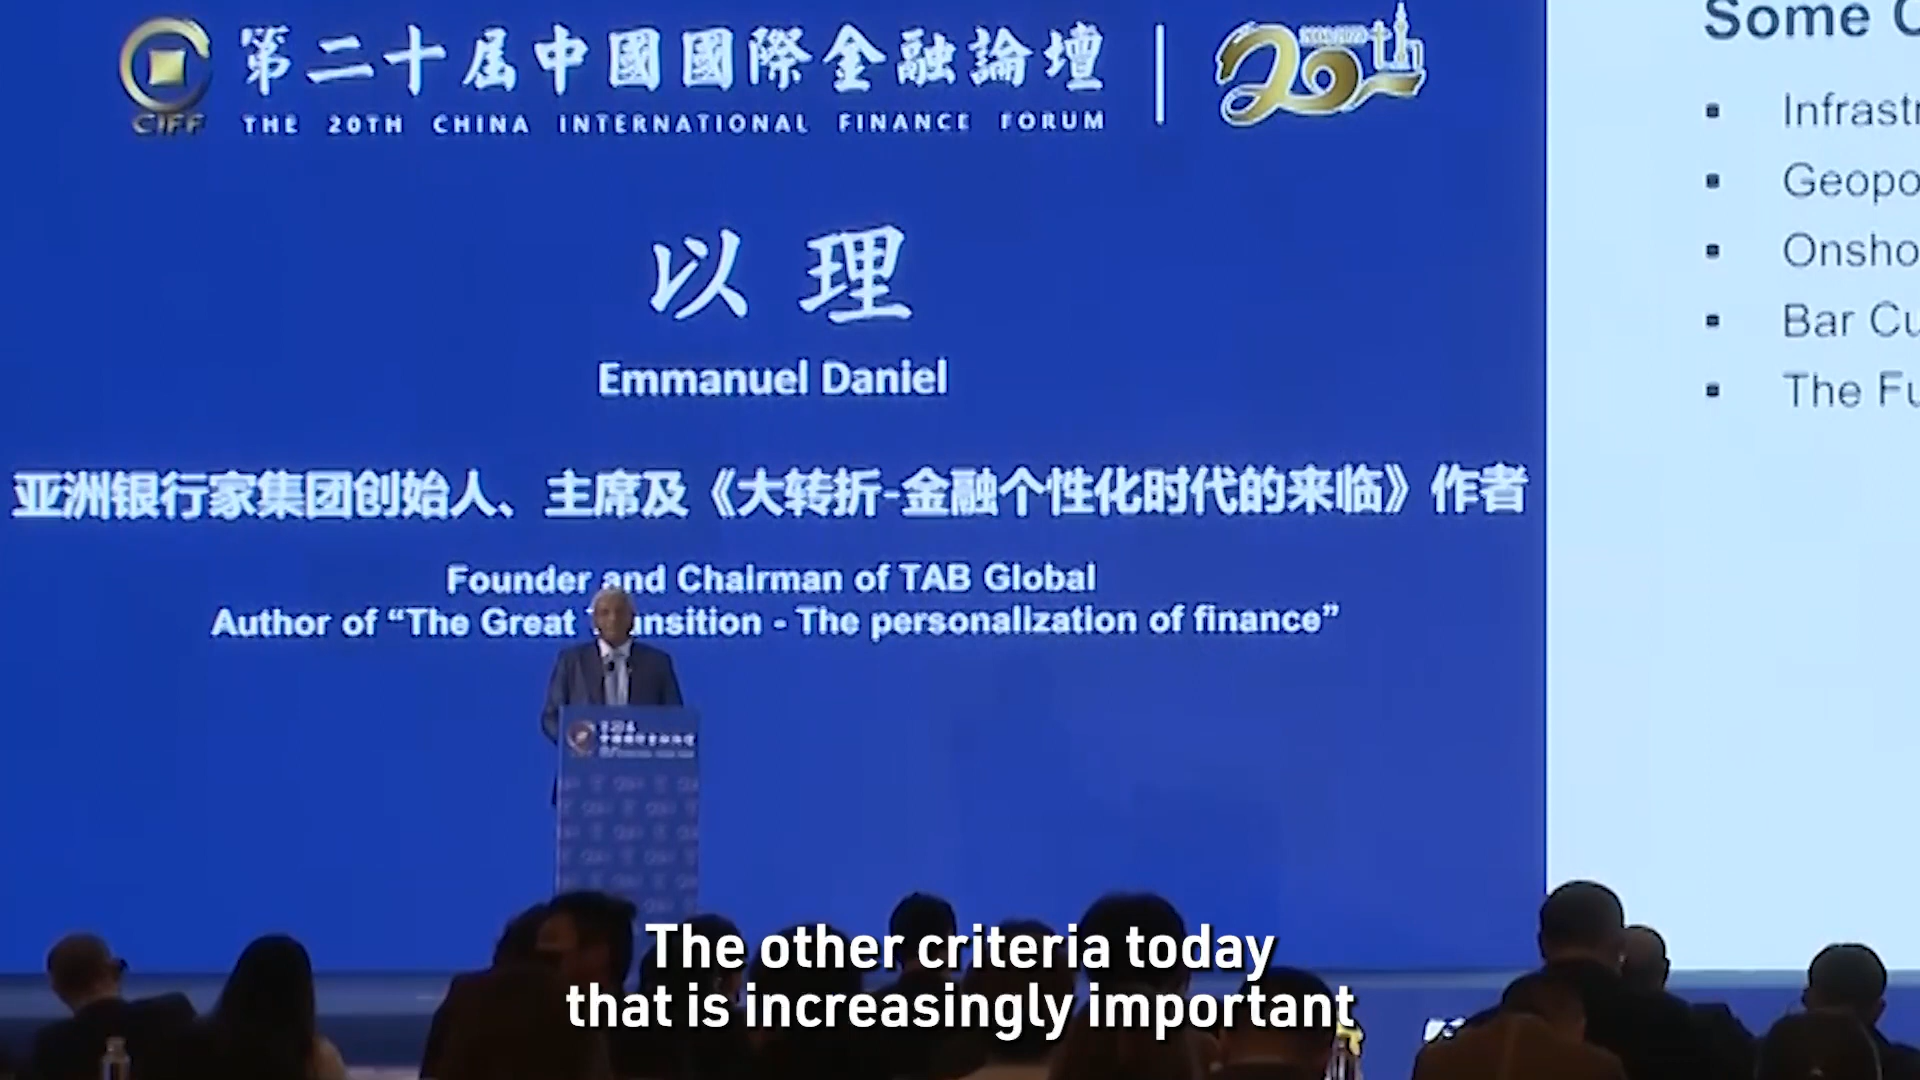 CIFF
第二十届中國國際金融論壇
THE 20TH CHINA INTERNATIONAL FINANCE FORUM
20th
以理
Emmanuel Daniel
亚洲银行家集团创始人、主席及《大转折-金融个性化时代的来临》作者
Founder and Chairman of TAB Global
Author of “The Great Transition - The personalization of finance”
Some C
Infrastr
Geopo
Onsho
Bar Cu
The Fu
The other criteria today
that is increasingly important